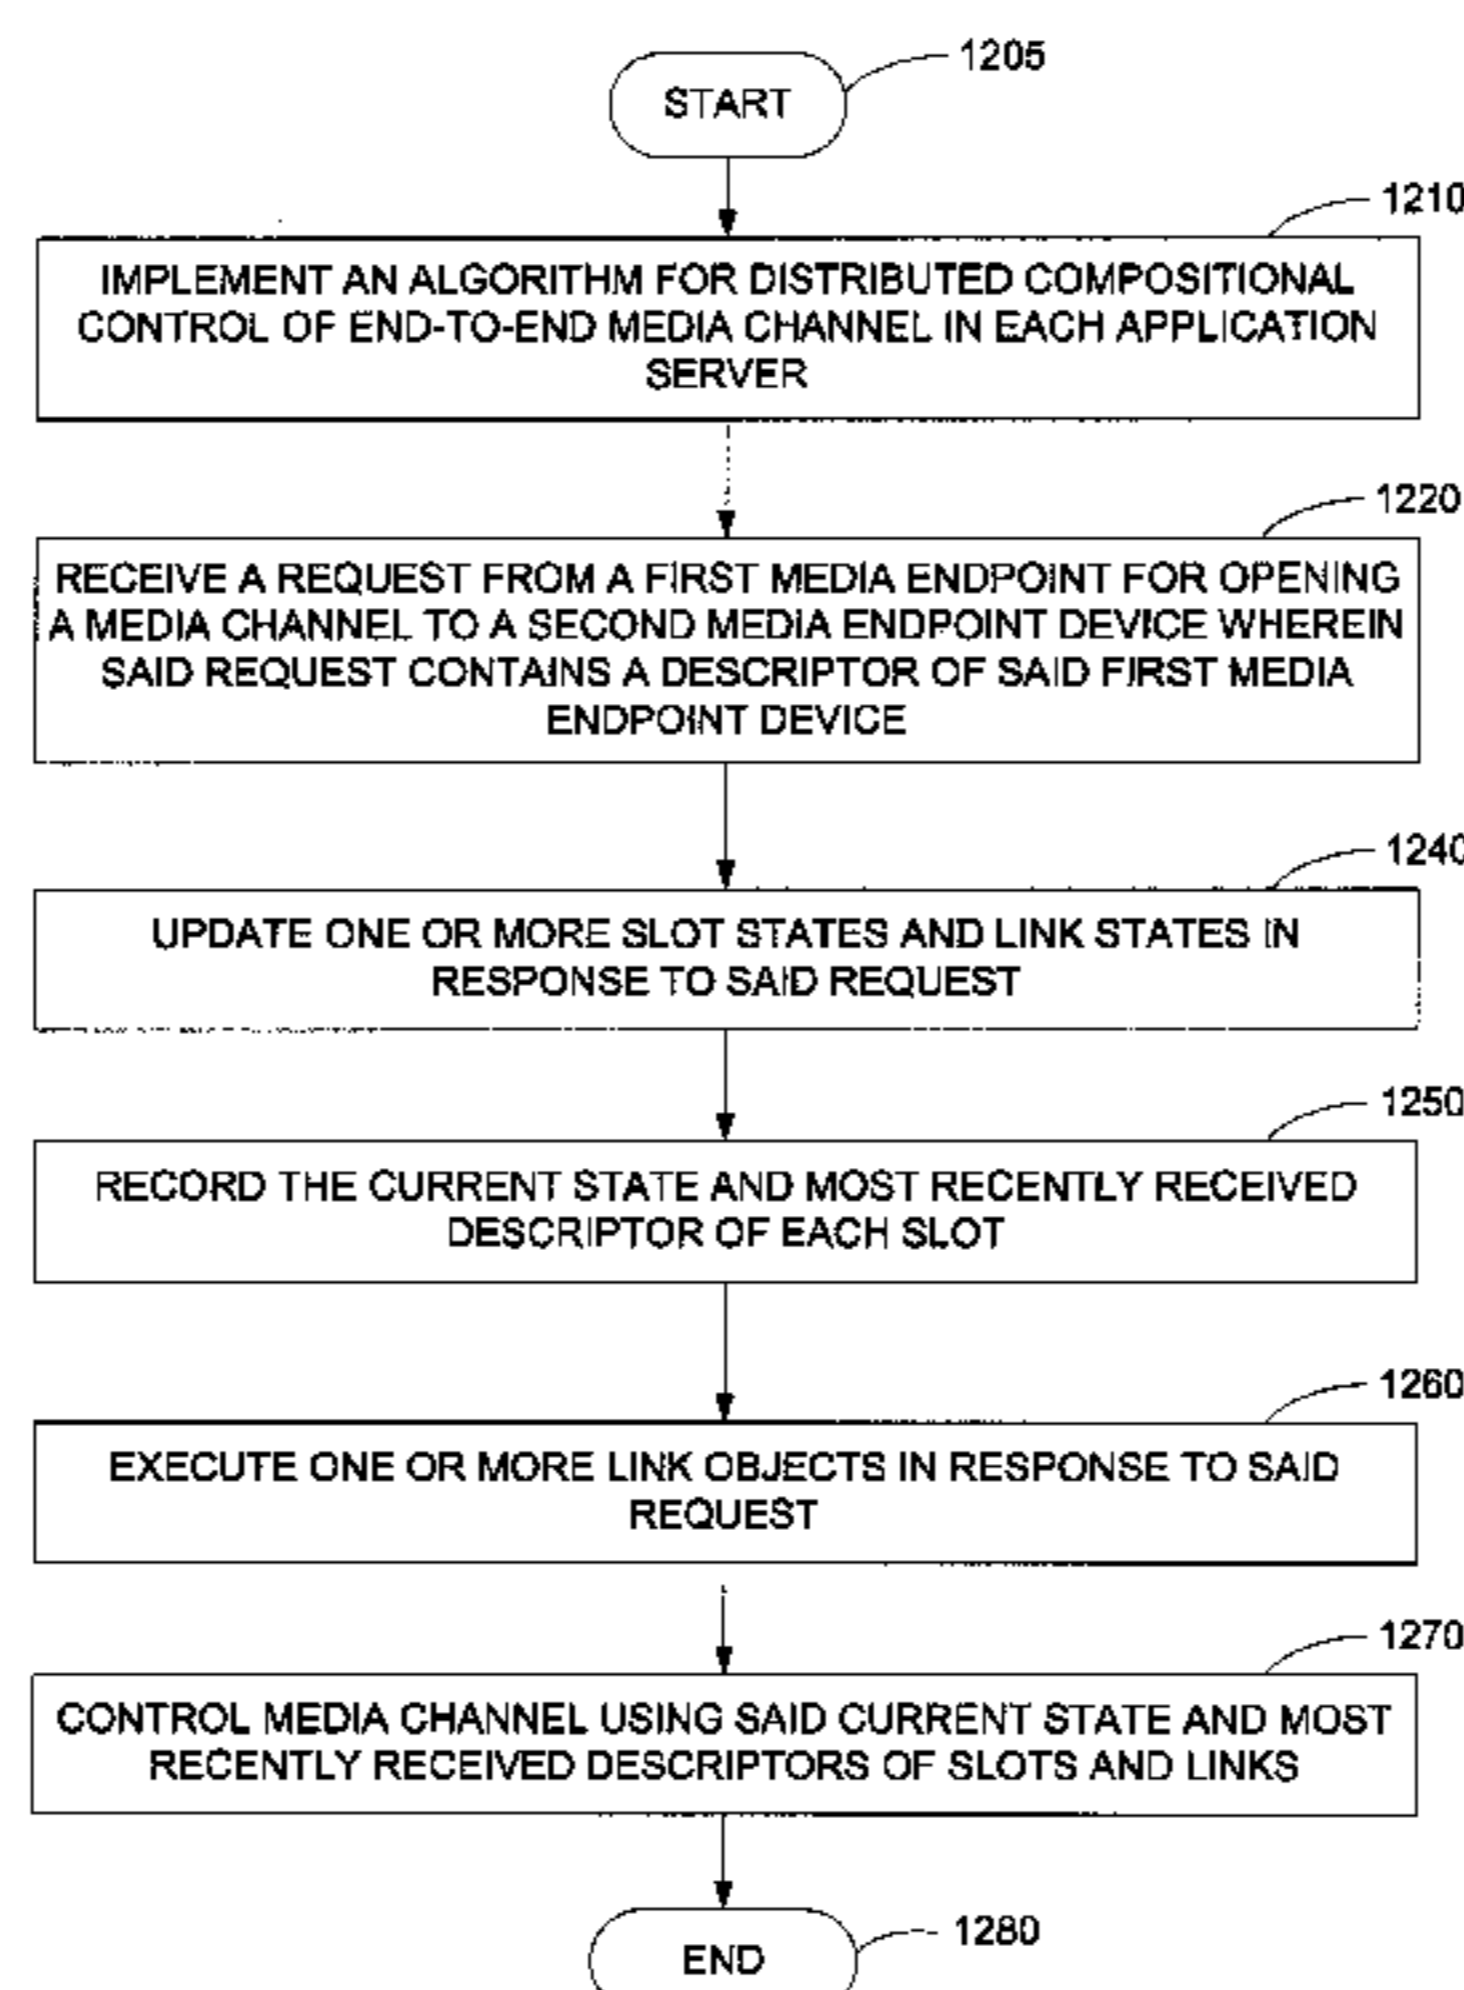 1205
START
1210
IMPLEMENT AN ALGORITHM FOR DISTRIBUTED COMPOSITIONAL
CONTROL OF END-TO-END MEDIA CHANNEL IN EACH APPLICATION
SERVER
1220
RECEIVE A REQUEST FROM A FIRST MEDIA ENDPOINT FOR OPENING
A MEDIA CHANNEL TO A SECOND MEDIA ENDPOINT DEVICE WHEREIN
SAID REQUEST CONTAINS A DESCRIPTOR OF SAID FIRST MEDIA
ENDPOINT DEVICE
1240
UPDATE ONE OR MORE SLOT STATES AND LINK STATES IN
RESPONSE TO SAID REQUEST
1250
RECORD THE CURRENT STATE AND MOST RECENTLY RECEIVED
DESCRIPTOR OF EACH SLOT
1260
EXECUTE ONE OR MORE LINK OBJECTS IN RESPONSE TO SAID
REQUEST
1270
CONTROL MEDIA CHANNEL USING SAID CURRENT STATE AND MOST
RECENTLY RECEIVED DESCRIPTORS OF SLOTS AND LINKS
1280
END